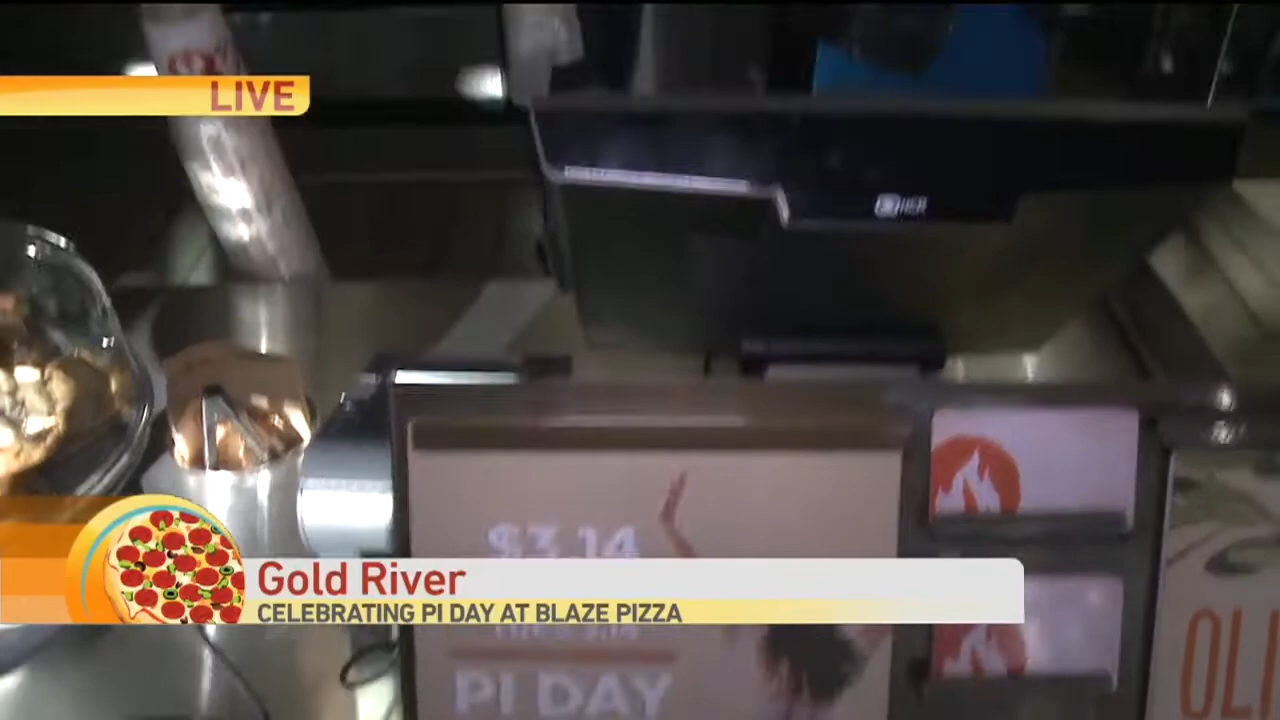 LIVE
$3.14
Gold River
CELEBRATING PI DAY AT BLAZE PIZZA
PI DAY
OLI